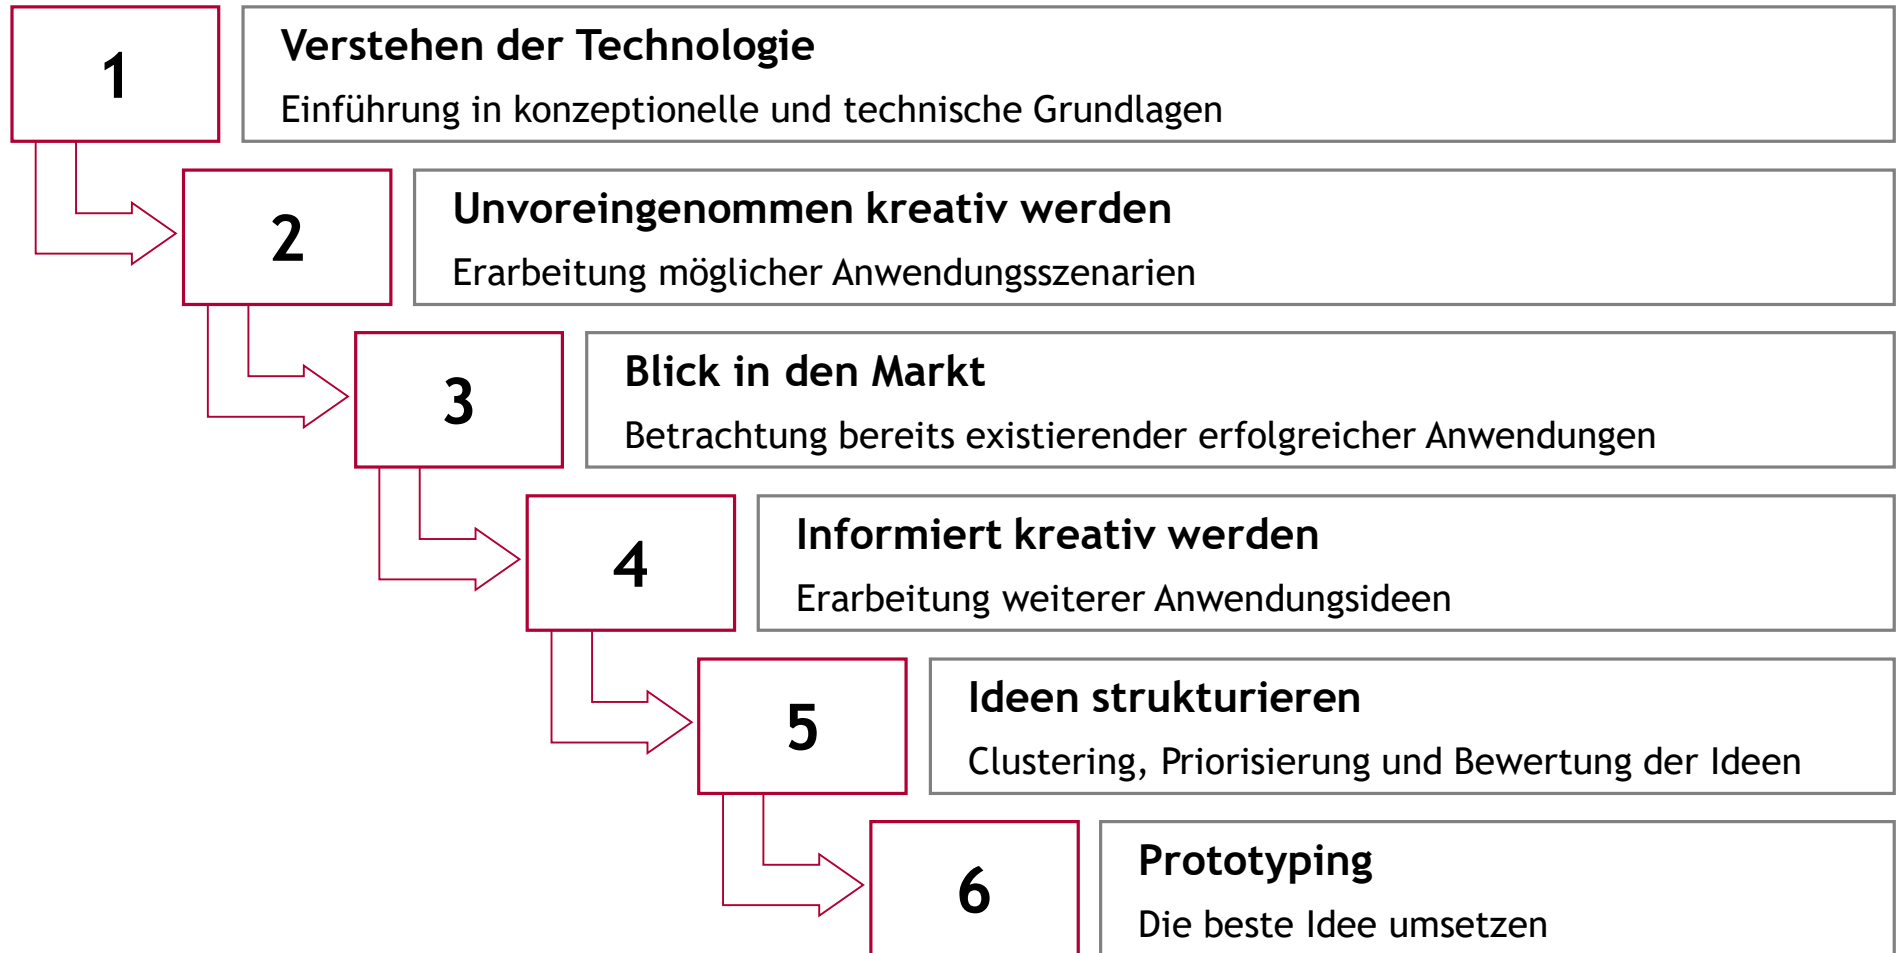 1
Verstehen der Technologie
Einführung in konzeptionelle und technische Grundlagen
2
Unvoreingenommen kreativ werden
Erarbeitung möglicher Anwendungsszenarien
3
Blick in den Markt
Betrachtung bereits existierender erfolgreicher Anwendungen
4
Informiert kreativ werden
Erarbeitung weiterer Anwendungsideen
5
Ideen strukturieren
Clustering, Priorisierung und Bewertung der Ideen
6
Prototyping
Die beste Idee umsetzen